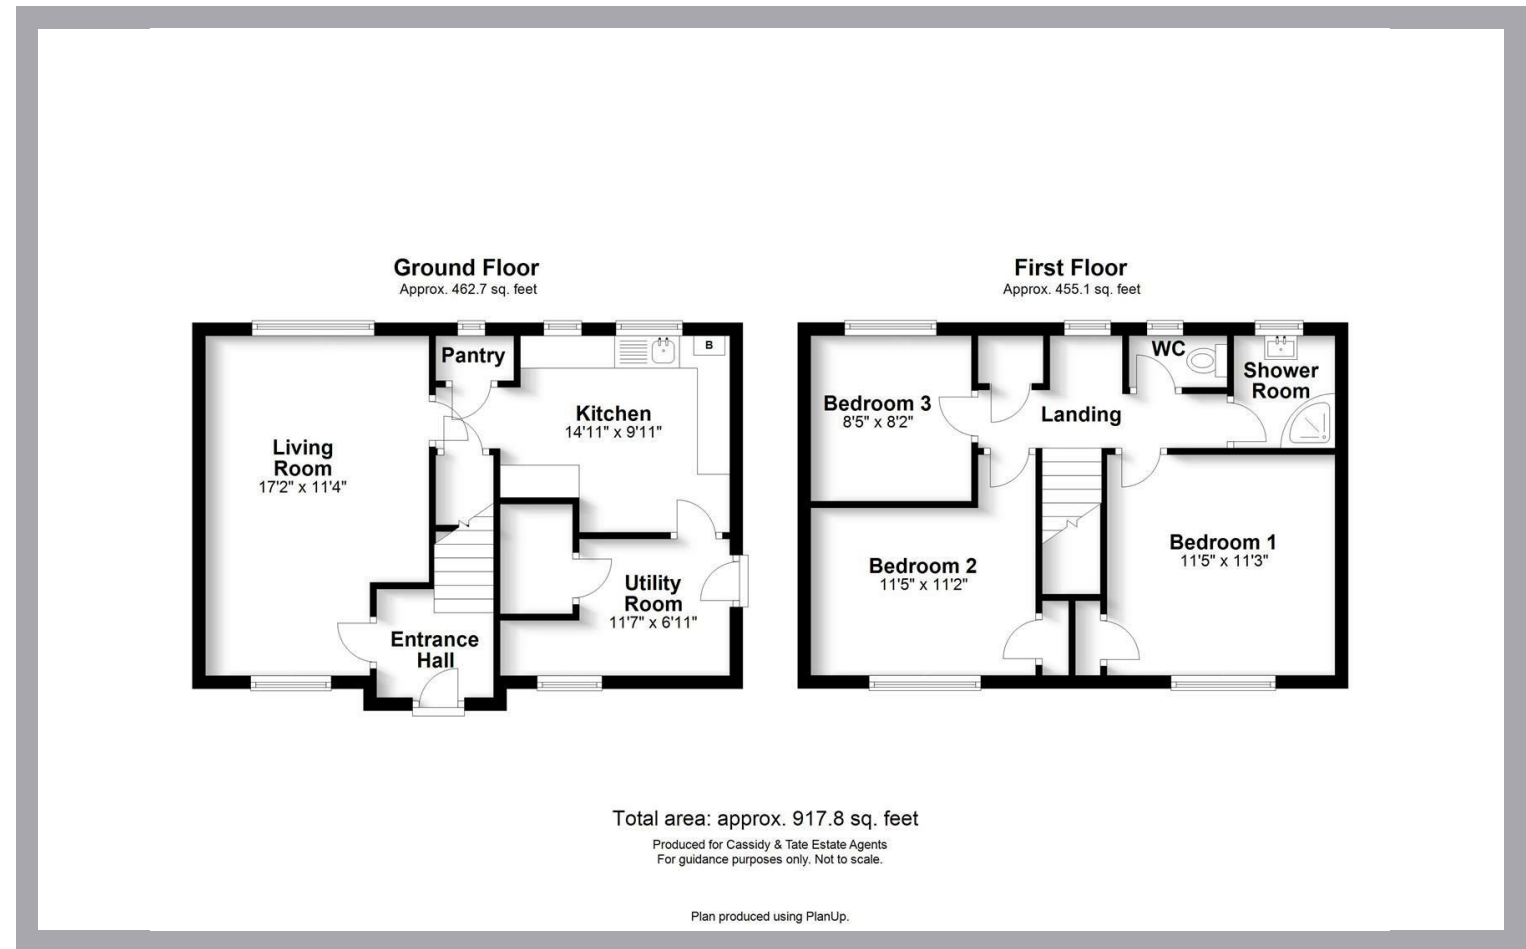 Ground Floor
Approx. 462.7 sq. feet
Pantry
B
Kitchen
14'11" x 9'11"
Living
Room
17'2" x 11'4"
Utility
Room
11'7" x 6'11"
Entrance
Hall
First Floor
Approx. 455.1 sq. feet
WC
Shower
Room
Bedroom 3
8'5" x 8'2"
Landing
Bedroom 2
11'5" x 11'2"
Bedroom 1
11'5" x 11'3"
Total area: approx. 917.8 sq. feet
Produced for Cassidy & Tate Estate Agents
For guidance purposes only. Not to scale.
Plan produced using PlanUp.